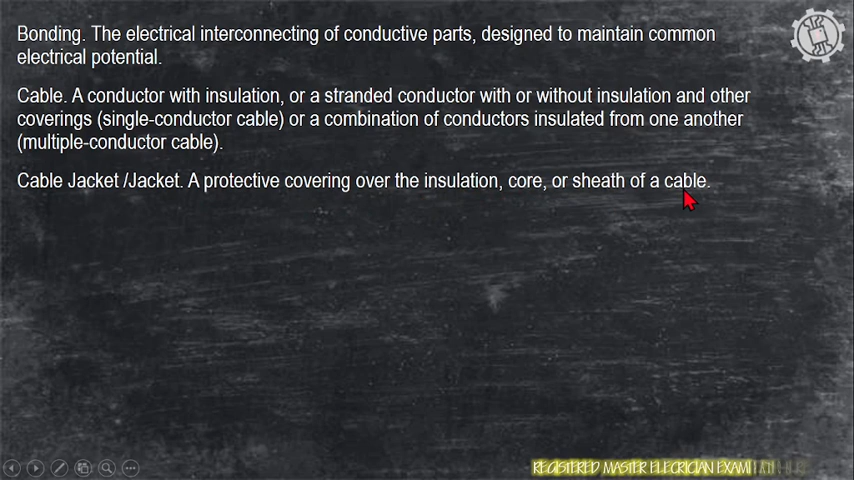 Bonding. The electrical interconnecting of conductive parts, designed to maintain common
electrical potential.
Cable. A conductor with insulation, or a stranded conductor with or without insulation and other
coverings (single-conductor cable) or a combination of conductors insulated from one another
(multiple-conductor cable).
Cable Jacket /Jacket. A protective covering over the insulation, core, or sheath of a cable.
REGISTERED MASTER ELECRICIAN